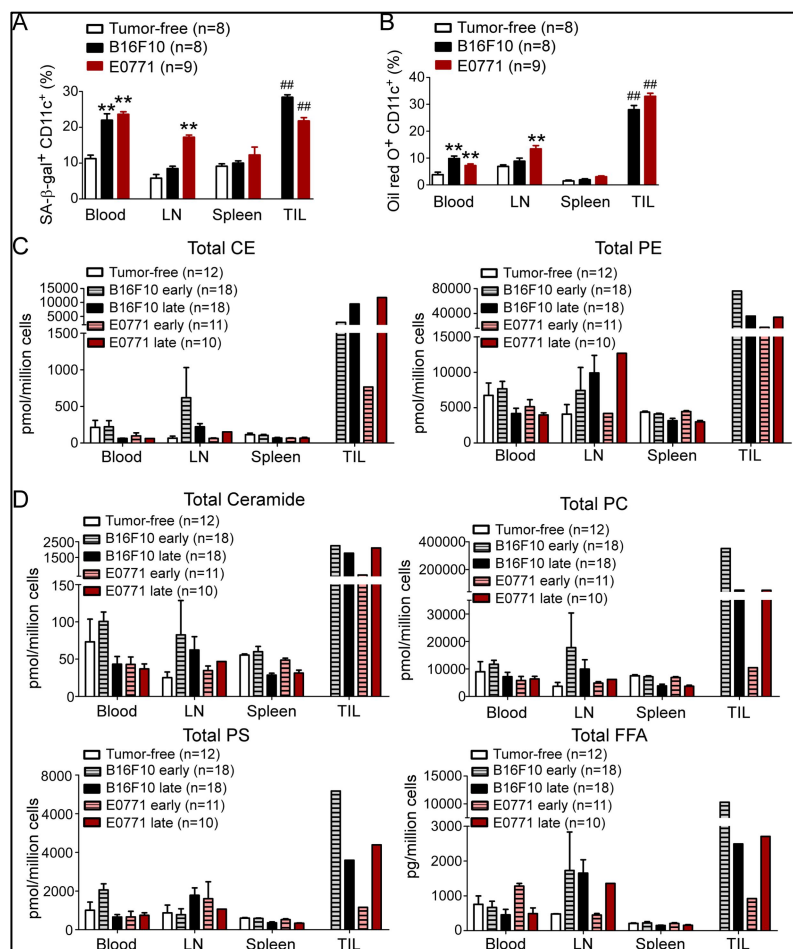 A
Tumor-free (n=8)
B16F10 (n=8)
E0771 (n=9)
SA-β-gal⁺ CD11c⁺ (%)
30
20
10
0
** **
**
##
##
Blood LN Spleen TIL
B
Tumor-free (n=8)
B16F10 (n=8)
E0771 (n=9)
Oil red O⁺ CD11c⁺ (%)
40
30
20
10
0
**
**
**
##
##
Blood LN Spleen TIL
C
Total CE
Tumor-free (n=12)
B16F10 early (n=18)
B16F10 late (n=18)
E0771 early (n=11)
E0771 late (n=10)
pmol/million cells
15000
10000
5000
1500
1000
500
0
Blood LN Spleen TIL
Total PE
Tumor-free (n=12)
B16F10 early (n=18)
B16F10 late (n=18)
E0771 early (n=11)
E0771 late (n=10)
pmol/million cells
80000
40000
15000
10000
5000
0
Blood LN Spleen TIL
D
Total Ceramide
Tumor-free (n=12)
B16F10 early (n=18)
B16F10 late (n=18)
E0771 early (n=11)
E0771 late (n=10)
pmol/million cells
2500
1500
150
100
50
0
Blood LN Spleen TIL
Total PC
Tumor-free (n=12)
B16F10 early (n=18)
B16F10 late (n=18)
E0771 early (n=11)
E0771 late (n=10)
pmol/million cells
400000
200000
30000
20000
10000
0
Blood LN Spleen TIL
Total PS
Tumor-free (n=12)
B16F10 early (n=18)
B16F10 late (n=18)
E0771 early (n=11)
E0771 late (n=10)
pmol/million cells
8000
6000
4000
2000
0
Blood LN Spleen TIL
Total FFA
Tumor-free (n=12)
B16F10 early (n=18)
B16F10 late (n=18)
E0771 early (n=11)
E0771 late (n=10)
pg/million cells
15000
10000
5000
3000
2000
1000
0
Blood LN Spleen TIL